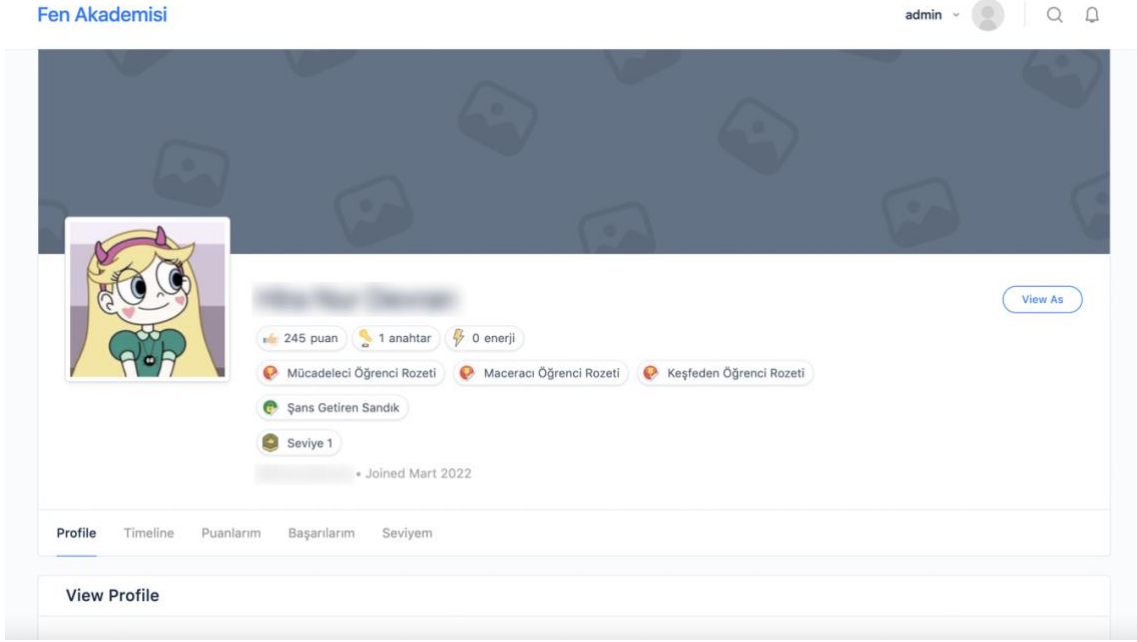 Fen Akademisi
admin
View As
245 puan 1 anahtar 0 enerji
Mücadeleci Öğrenci Rozeti Maceracı Öğrenci Rozeti Keşfeden Öğrenci Rozeti
Şans Getiren Sandık
Seviye 1
• Joined Mart 2022
Profile Timeline Puanlarım Başarılarım Seviyem
View Profile